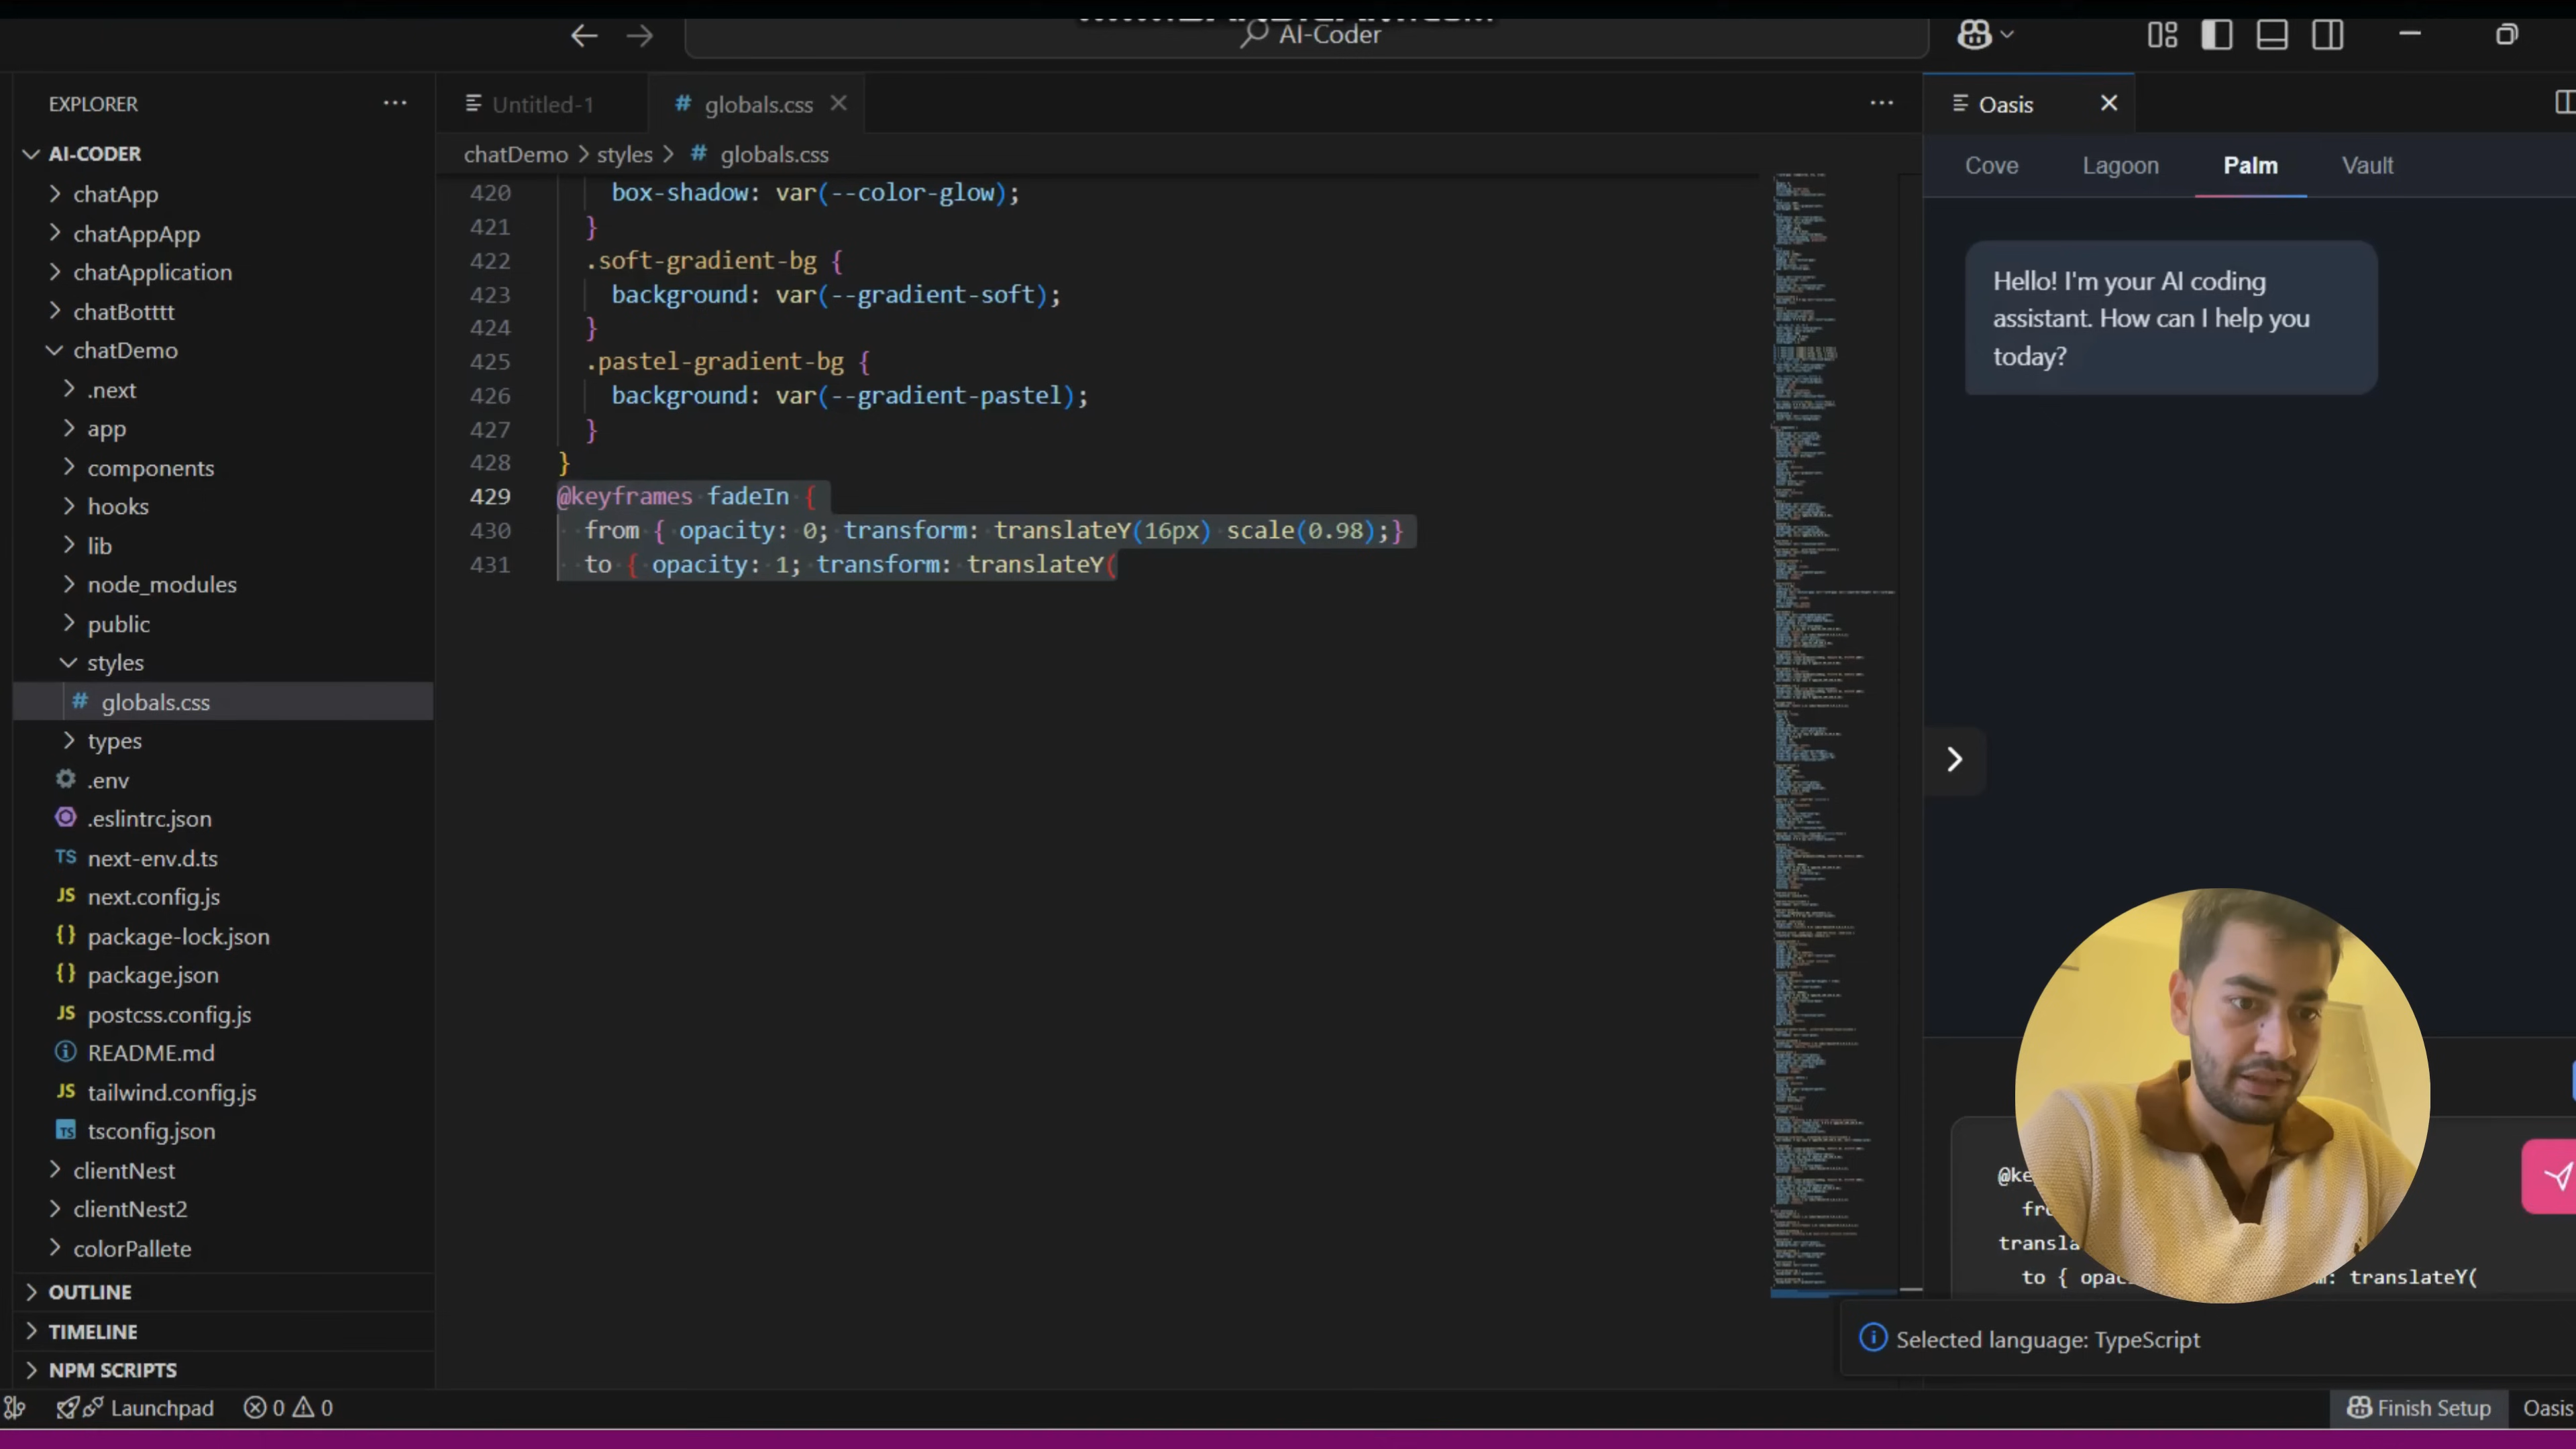 AI-Coder
EXPLORER
Untitled-1
# globals.css
Oasis
AI-CODER
chatDemo > styles > # globals.css
Cove Lagoon Palm Vault
chatApp
chatAppApp
chatApplication
chatBotttt
chatDemo
.next
app
components
hooks
lib
node_modules
public
styles
# globals.css
types
.env
.eslintrc.json
TS next-env.d.ts
JS next.config.js
{} package-lock.json
{} package.json
JS postcss.config.js
README.md
JS tailwind.config.js
TS tsconfig.json
clientNest
clientNest2
colorPallete
OUTLINE
TIMELINE
NPM SCRIPTS
420 box-shadow: var(--color-glow);
421 }
422 .soft-gradient-bg {
423 background: var(--gradient-soft);
424 }
425 .pastel-gradient-bg {
426 background: var(--gradient-pastel);
427 }
428 }
429 @keyframes fadeIn {
430 from { opacity: 0; transform: translateY(16px) scale(0.98);}
431 to { opacity: 1; transform: translateY(
Hello! I'm your AI coding
assistant. How can I help you
today?
to {
translateY(
Selected language: TypeScript
Launchpad 0 0
Finish Setup
Oasis